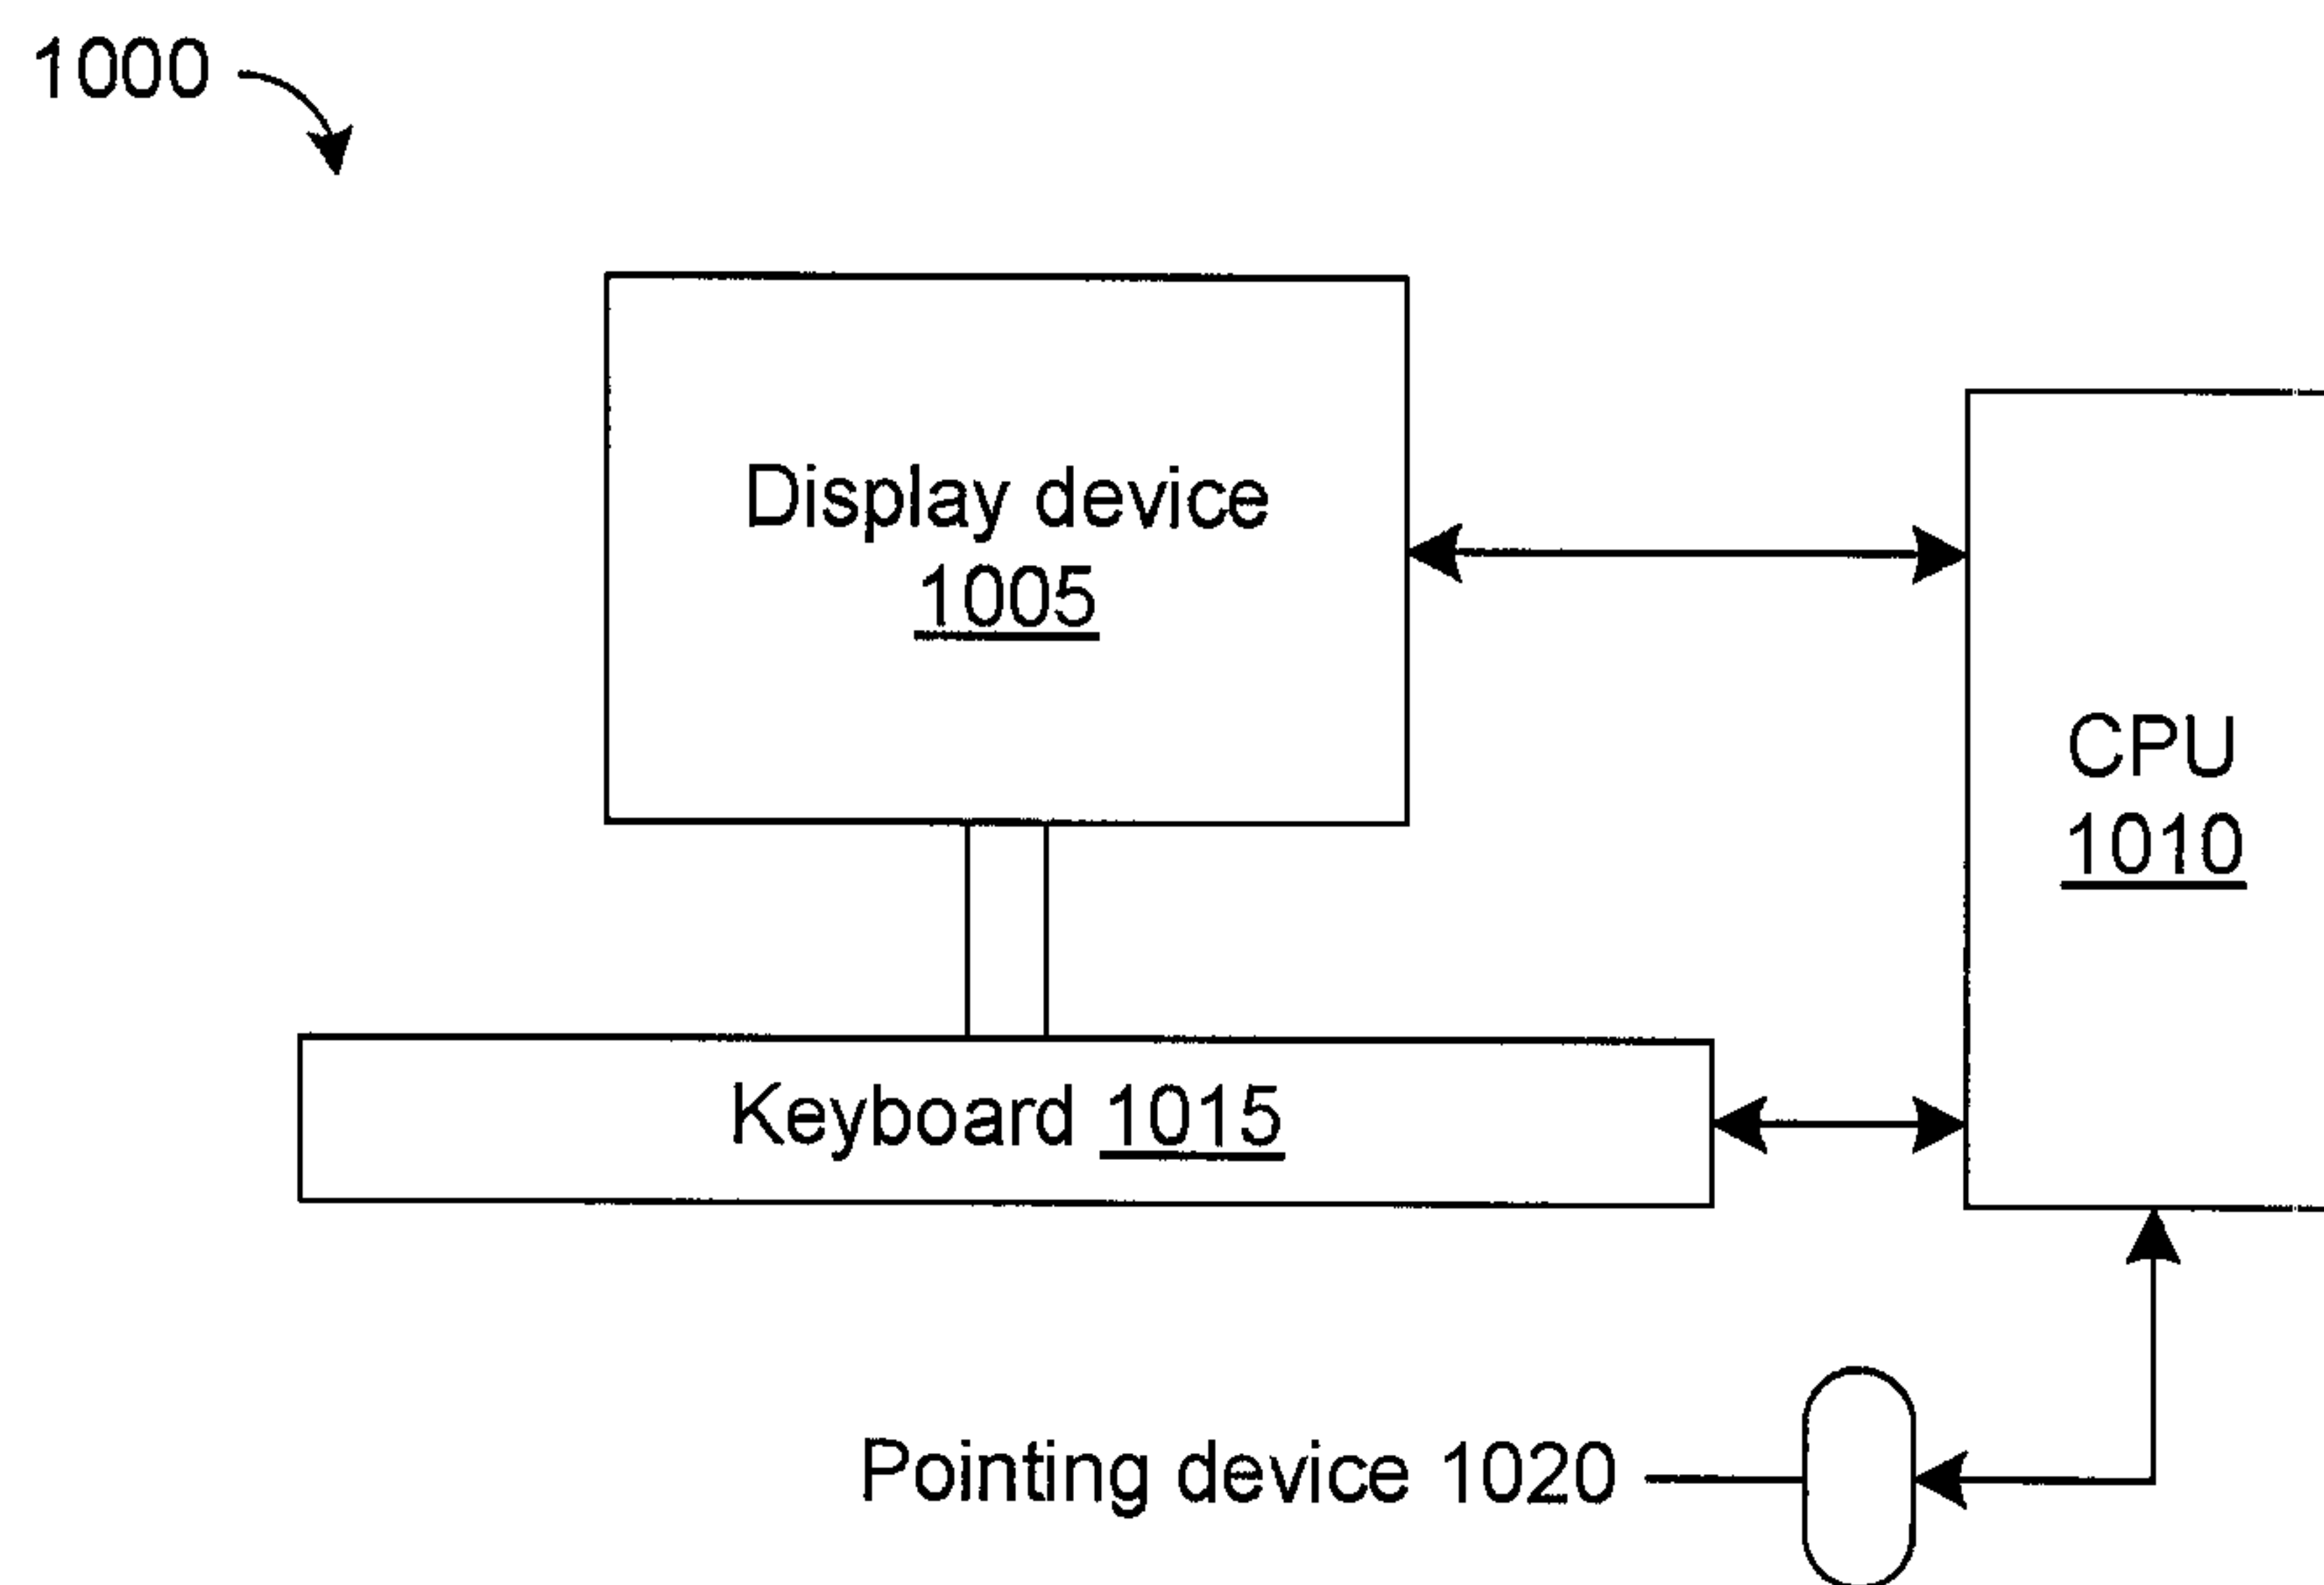 1000
Display device
1005
CPU
1010
Keyboard 1015
Pointing device 1020